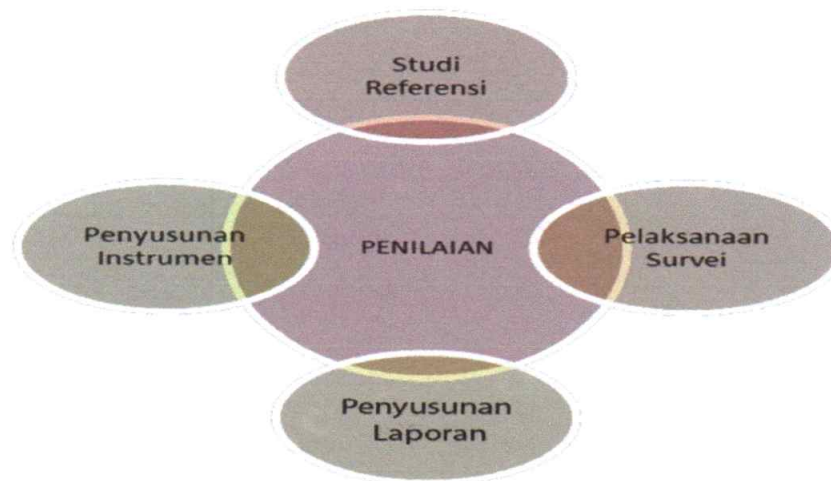 Studi
Referensi
Penyusunan
Instrumen
PENILAIAN
Pelaksanaan
Survei
Penyusunan
Laporan